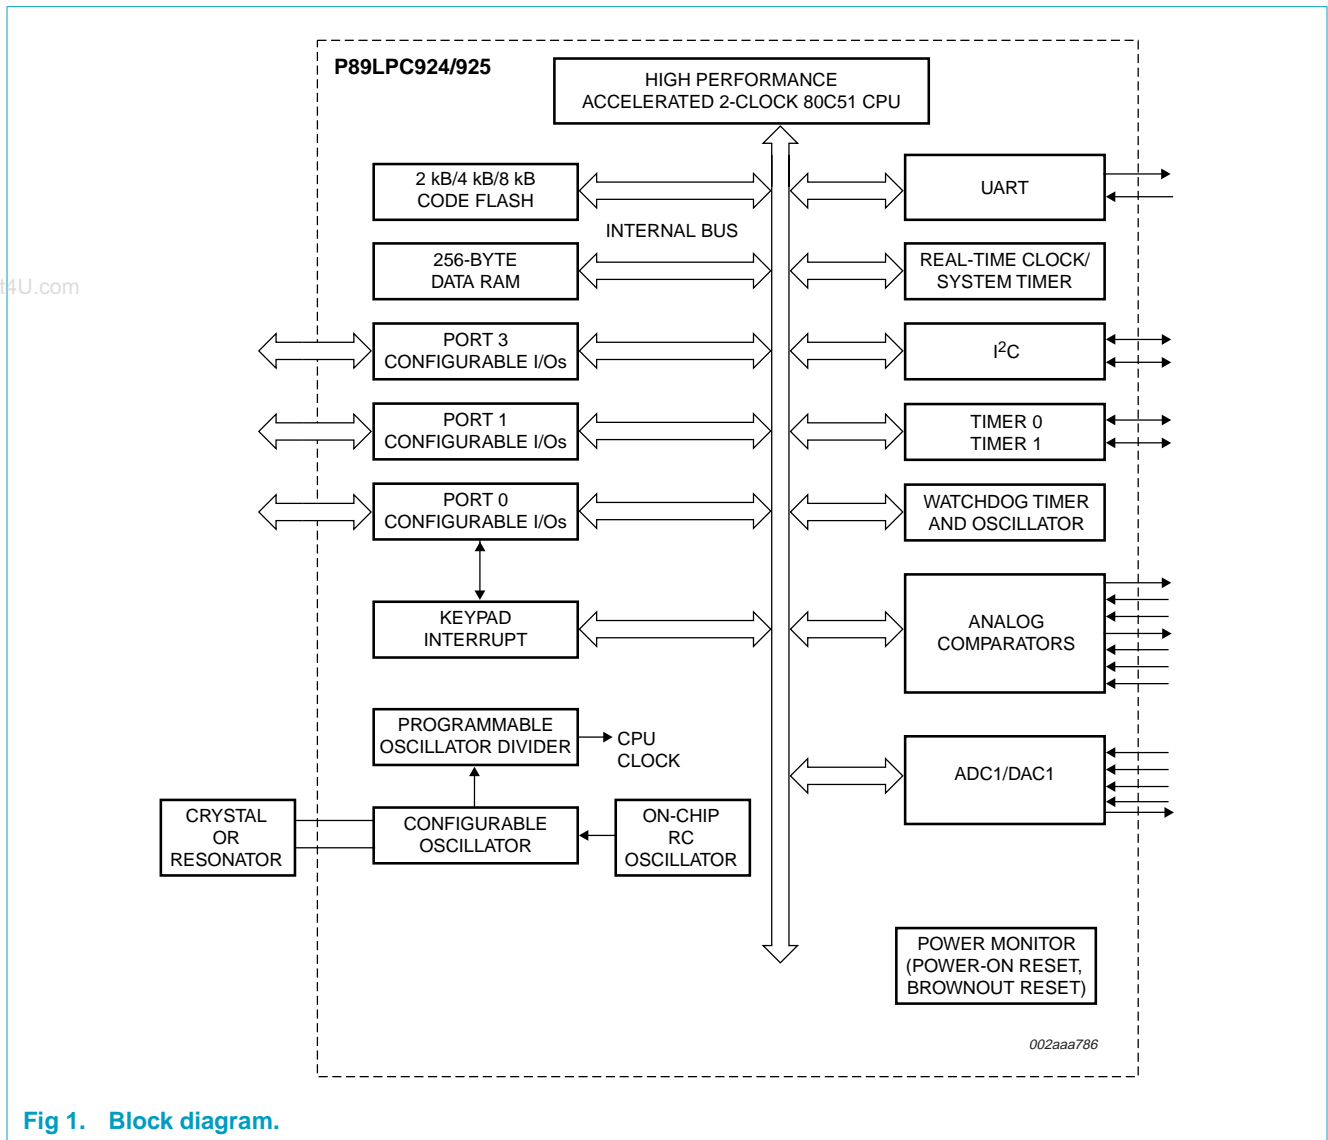 P89LPC924/925
HIGH PERFORMANCE
ACCELERATED 2-CLOCK 80C51 CPU
2 kB/4 kB/8 kB
CODE FLASH
UART
INTERNAL BUS
256-BYTE
DATA RAM
REAL-TIME CLOCK/
SYSTEM TIMER
t4U.com
PORT 3
CONFIGURABLE I/Os
I2C
PORT 1
CONFIGURABLE I/Os
TIMER 0
TIMER 1
PORT 0
CONFIGURABLE I/Os
WATCHDOG TIMER
AND OSCILLATOR
KEYPAD
INTERRUPT
ANALOG
COMPARATORS
PROGRAMMABLE
OSCILLATOR DIVIDER
CPU
CLOCK
ADC1/DAC1
CRYSTAL
OR
RESONATOR
CONFIGURABLE
OSCILLATOR
ON-CHIP
RC
OSCILLATOR
POWER MONITOR
(POWER-ON RESET,
BROWNOUT RESET)
002aaa786
Fig 1. Block diagram.